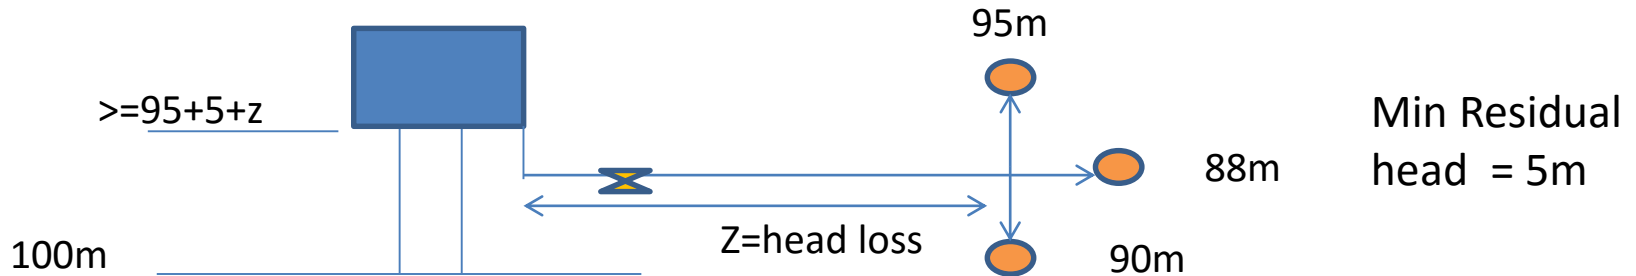 95m
>=95+5+z
Min Residual
head = 5m
88m
Z=head loss
100m
90m